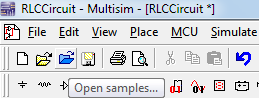 RLCCircuit - Multisim - [RLCCircuit *]
File Edit View Place MCU Simulate
Open samples...